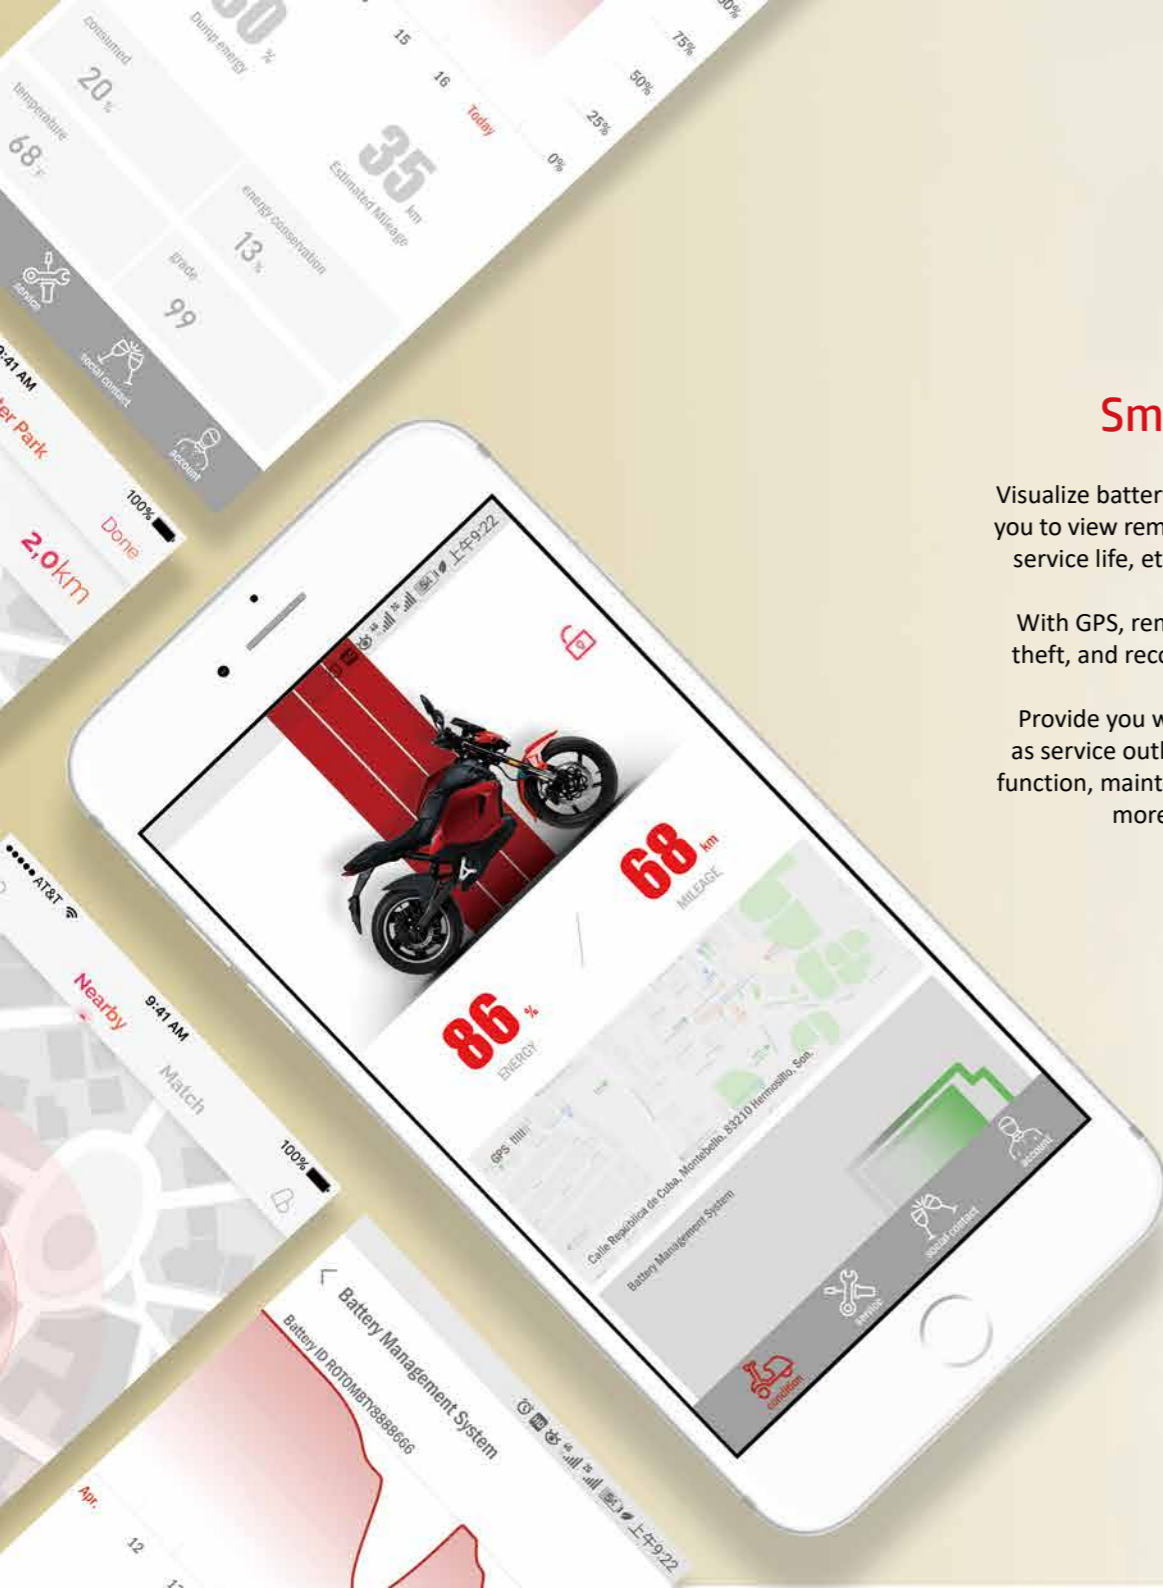 Dump energy
%
consumed
20 %
temperature
68 °F
35 km
Estimated Mileage
energy conservation
13 %
grade
99
15
16
Today
75%
50%
25%
0%
service
social contact
account
9:41 AM
Park
100%
Done
2,0km
AT&T
9:41 AM
Nearby
Match
100%
上午9:22
54
68 km
MILEAGE
86 %
ENERGY
GPS
Calle República de Cuba, Montebello, 83210 Hermosillo, Son.
Battery Management System
condition
service
social contact
account
Battery Management System
Battery ID ROTOMBTY8888666
上午9:22
54
Apr.
12
Sm
Visualize batter
you to view rem
service life, et
With GPS, rem
theft, and reco
Provide you w
as service outl
function, maint
more